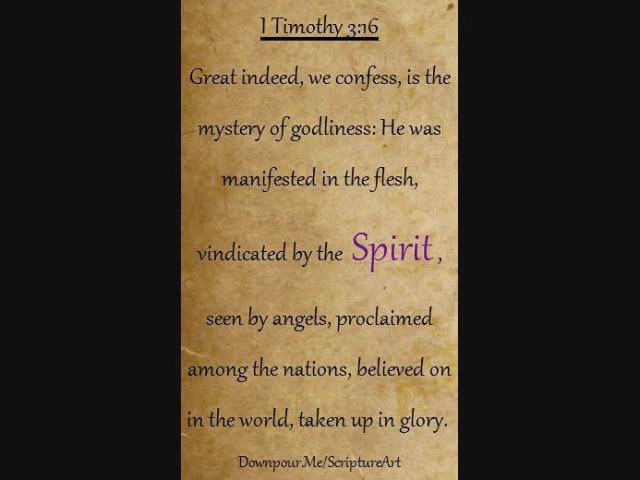 I Timothy 3:16
Great indeed, we confess, is the
mystery of godliness: He was
manifested in the flesh,
vindicated by the Spirit,
seen by angels, proclaimed
among the nations, believed on
in the world, taken up in glory.
Downpour.Me/ScriptureArt